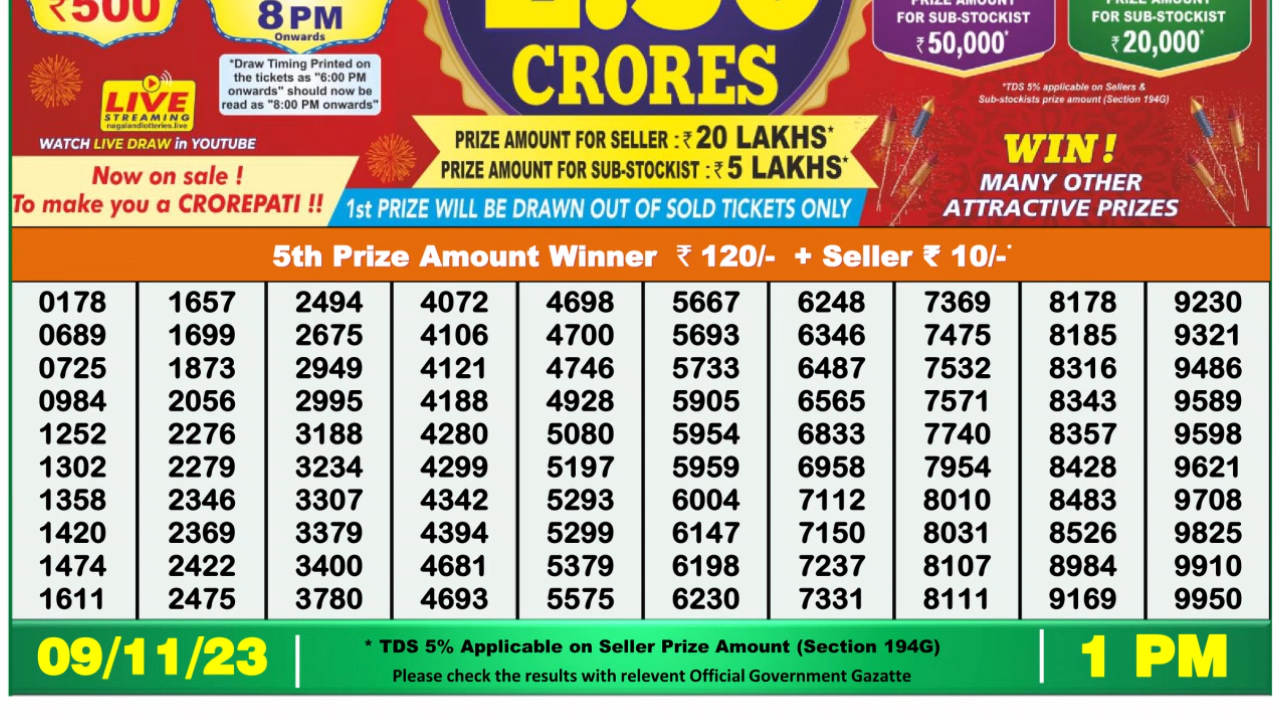 ₹500
8 PM
Onwards
*Draw Timing Printed on
the tickets as "6:00 PM
onwards" should now be
read as "8:00 PM onwards"
LIVE
STREAMING
nagalandlotteries.live
WATCH LIVE DRAW in YOUTUBE
Now on sale !
To make you a CROREPATI !!
CRORES
PRIZE AMOUNT FOR SELLER : ₹ 20 LAKHS*
PRIZE AMOUNT FOR SUB-STOCKIST : ₹ 5 LAKHS*
1st PRIZE WILL BE DRAWN OUT OF SOLD TICKETS ONLY
PRIZE AMOUNT
FOR SUB-STOCKIST
₹ 50,000*
PRIZE AMOUNT
FOR SUB-STOCKIST
₹ 20,000*
*TDS 5% applicable on Sellers &
Sub-stockists prize amount (Section 194G)
WIN !
MANY OTHER
ATTRACTIVE PRIZES
5th Prize Amount Winner ₹ 120/- + Seller ₹ 10/-*
0178 1657 2494 4072 4698 5667 6248 7369 8178 9230
0689 1699 2675 4106 4700 5693 6346 7475 8185 9321
0725 1873 2949 4121 4746 5733 6487 7532 8316 9486
0984 2056 2995 4188 4928 5905 6565 7571 8343 9589
1252 2276 3188 4280 5080 5954 6833 7740 8357 9598
1302 2279 3234 4299 5197 5959 6958 7954 8428 9621
1358 2346 3307 4342 5293 6004 7112 8010 8483 9708
1420 2369 3379 4394 5299 6147 7150 8031 8526 9825
1474 2422 3400 4681 5379 6198 7237 8107 8984 9910
1611 2475 3780 4693 5575 6230 7331 8111 9169 9950
09/11/23
* TDS 5% Applicable on Seller Prize Amount (Section 194G)
Please check the results with relevent Official Government Gazatte
1 PM